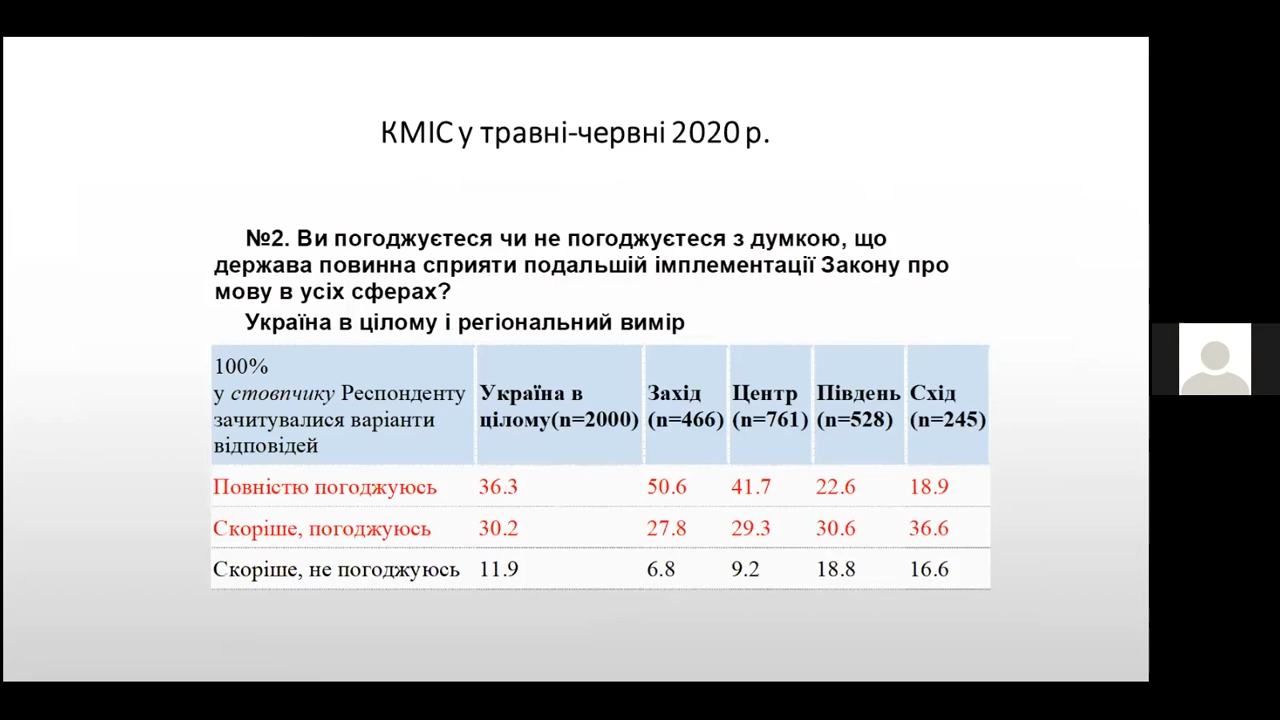 КМІС у травні-червні 2020 р.
№2. Ви погоджуєтеся чи не погоджуєтеся з думкою, що
держава повинна сприяти подальшій імплементації Закону про
мову в усіх сферах?
Україна в цілому і регіональний вимір
100%
у стовпчику Респонденту
зачитувалися варіанти
відповідей
Україна в
цілому(n=2000)
Захід
(n=466)
Центр
(n=761)
Південь
(n=528)
Схід
(n=245)
Повністю погоджуюсь 36.3 50.6 41.7 22.6 18.9
Скоріше, погоджуюсь 30.2 27.8 29.3 30.6 36.6
Скоріше, не погоджуюсь 11.9 6.8 9.2 18.8 16.6